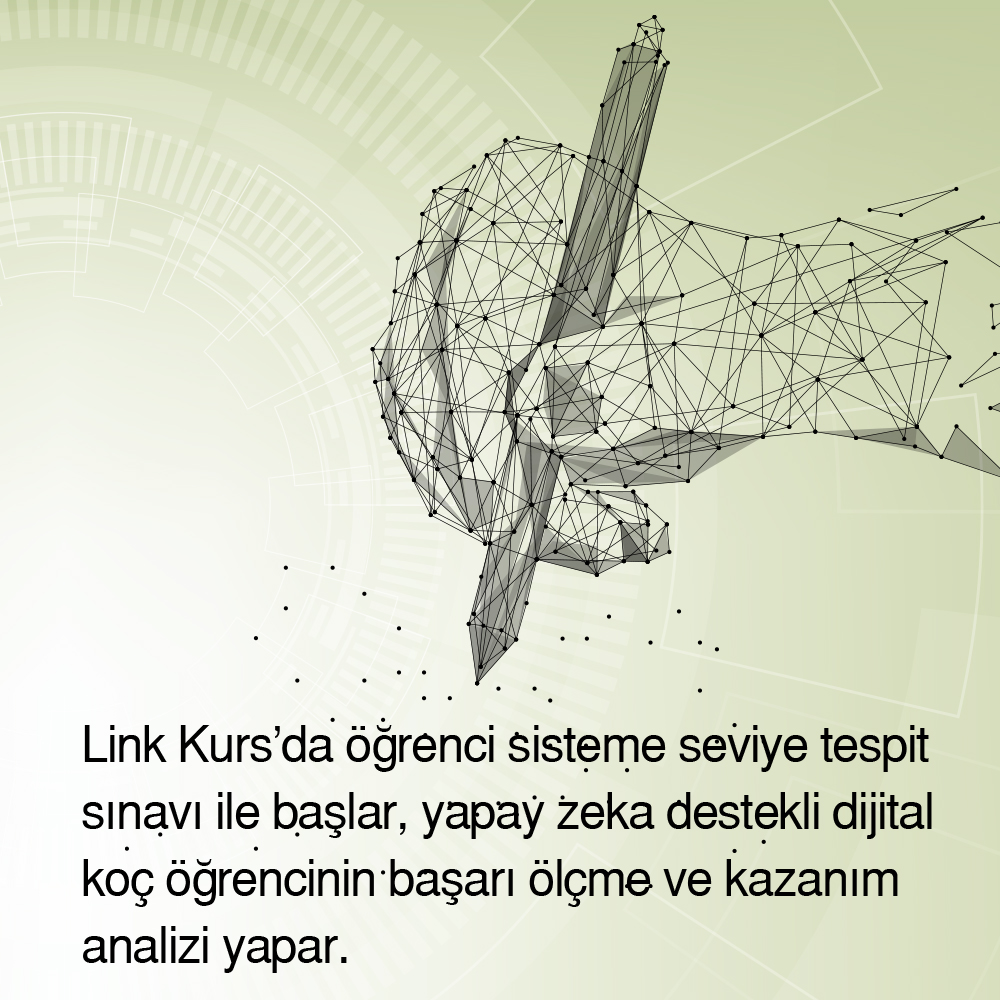 Link Kurs’da öğrenci sisteme seviye tespit
sınavı ile başlar, yapay zeka destekli dijital
koç öğrencinin başarı ölçme ve kazanım
analizi yapar.